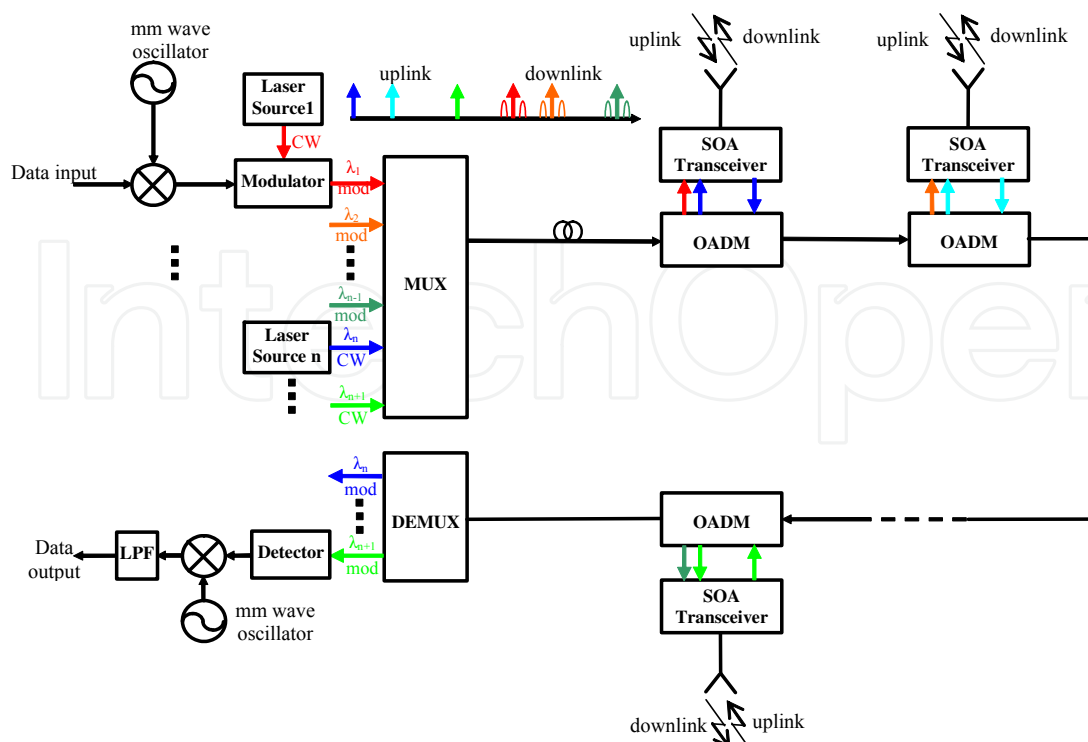 mm wave
oscillator
Laser
Source1
uplink
downlink
uplink
downlink
uplink
downlink
CW
SOA
Transceiver
SOA
Transceiver
Data input
Modulator
λ1
mod
λ2
mod
MUX
OADM
OADM
λn-1
mod
Laser
Source n
λn
CW
λn+1
CW
IntechOpen
λn
mod
DEMUX
OADM
Data
output
LPF
Detector
λn+1
mod
SOA
Transceiver
mm wave
oscillator
downlink
uplink